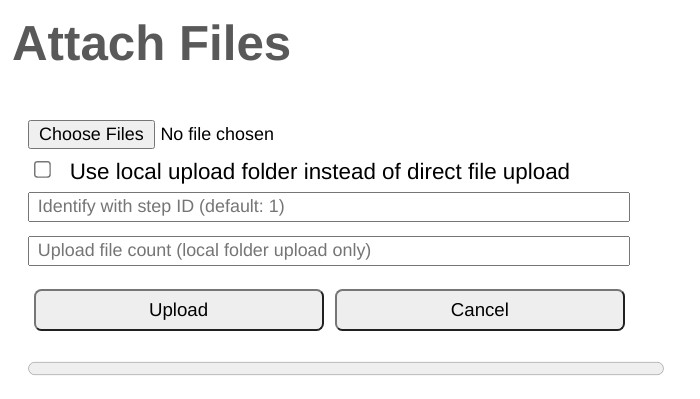 Attach Files
Choose Files No file chosen
Use local upload folder instead of direct file upload
Identify with step ID (default: 1)
Upload file count (local folder upload only)
Upload Cancel